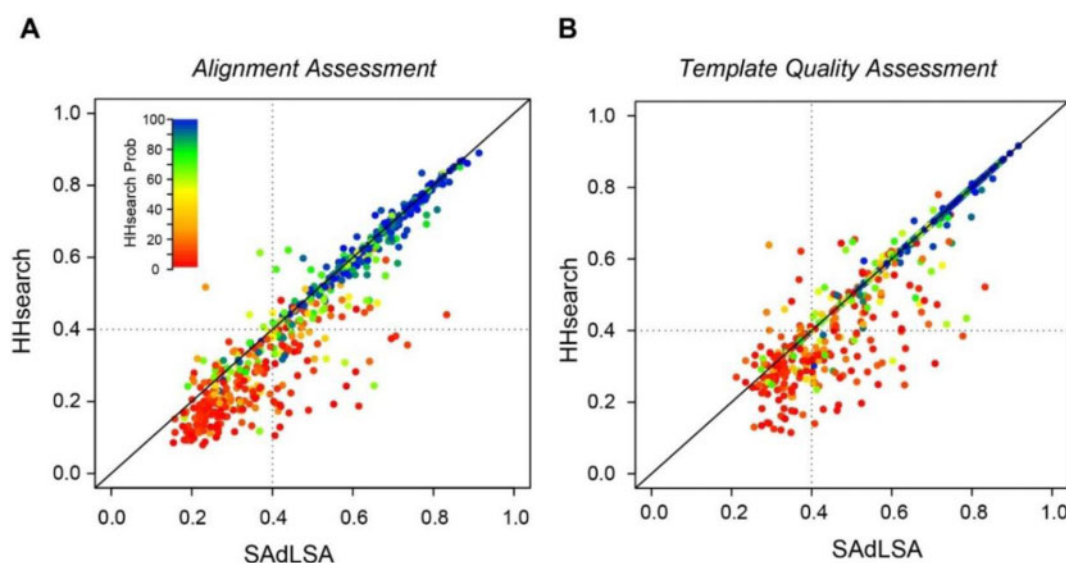 A
B
Alignment Assessment
Template Quality Assessment
1.0
0.8
0.6
0.4
0.2
0.0
HHsearch
HHsearch Prob
100
80
60
40
20
0
0.0 0.2 0.4 0.6 0.8 1.0
SAdLSA
1.0
0.8
0.6
0.4
0.2
0.0
HHsearch
0.0 0.2 0.4 0.6 0.8 1.0
SAdLSA